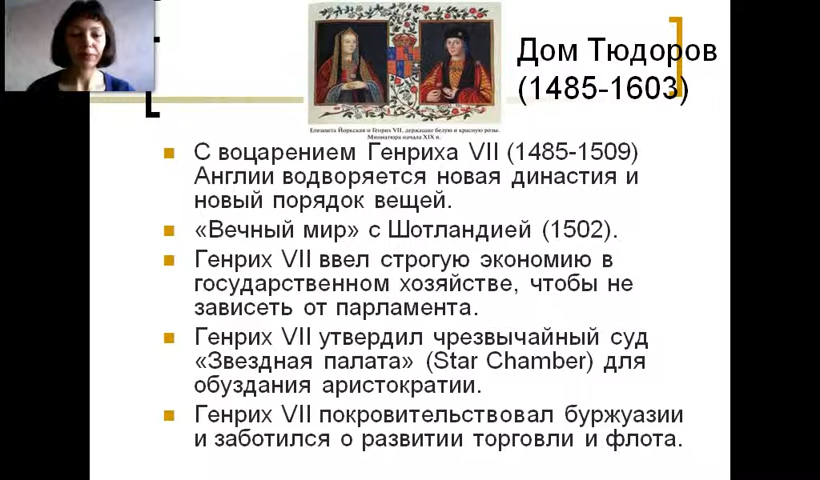 Дом Тюдоров
(1485-1603)
Елизавета Йоркская и Генрих VII, держащие белую и красную розы.
Миниатюра начала XIX в.
С воцарением Генриха VII (1485-1509)
Англии водворяется новая династия и
новый порядок вещей.
«Вечный мир» с Шотландией (1502).
Генрих VII ввел строгую экономию в
государственном хозяйстве, чтобы не
зависеть от парламента.
Генрих VII утвердил чрезвычайный суд
«Звездная палата» (Star Chamber) для
обуздания аристократии.
Генрих VII покровительствовал буржуазии
и заботился о развитии торговли и флота.